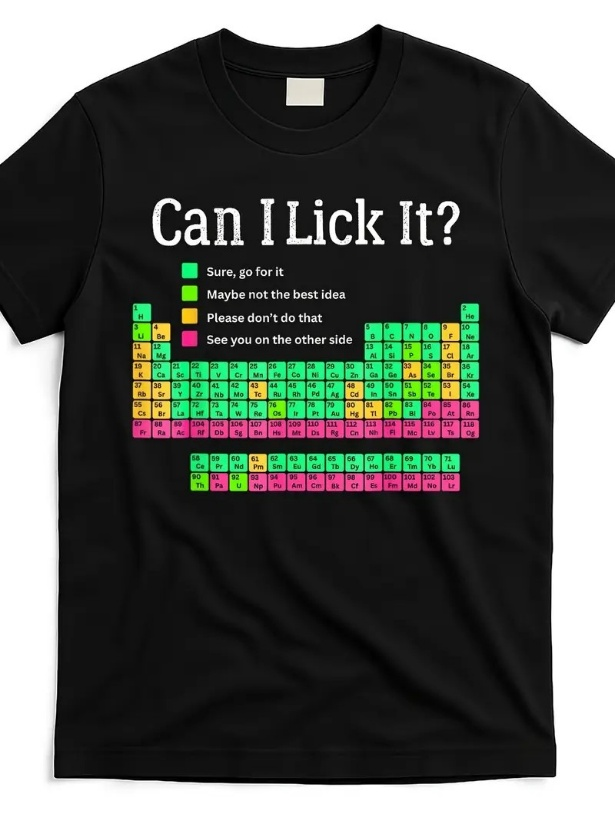 Can I Lick It?
Sure, go for it
Maybe not the best idea
Please don't do that
See you on the other side
1 2
H He
3 4 5 6 7 8 9 10
Li Be B C N O F Ne
11 12 13 14 15 16 17 18
Na Mg Al Si P S Cl Ar
19 20 21 22 23 24 25 26 27 28 29 30 31 32 33 34 35 36
K Ca Sc Ti V Cr Mn Fe Co Ni Cu Zn Ga Ge As Se Br Kr
37 38 39 40 41 42 43 44 45 46 47 48 49 50 51 52 53 54
Rb Sr Y Zr Nb Mo Tc Ru Rh Pd Ag Cd In Sn Sb Te I Xe
55 56 57 72 73 74 75 76 77 78 79 80 81 82 83 84 85 86
Cs Ba La Hf Ta W Re Os Ir Pt Au Hg Tl Pb Bi Po At Rn
87 88 89 104 105 106 107 108 109 110 111 112 113 114 115 116 117 118
Fr Ra Ac Rf Db Sg Bh Hs Mt Ds Rg Cn Nh Fl Mc Lv Te Og
58 59 60 61 62 63 64 65 66 67 68 69 70 71
Ce Pr Nd Pm Sm Eu Gd Tb Dy Ho Er Tm Yb Lu
90 91 92 93 94 95 96 97 98 99 100 101 102 103
Th Pa U Np Pu Am Cm Bk Cf Es Fm Md No Lr